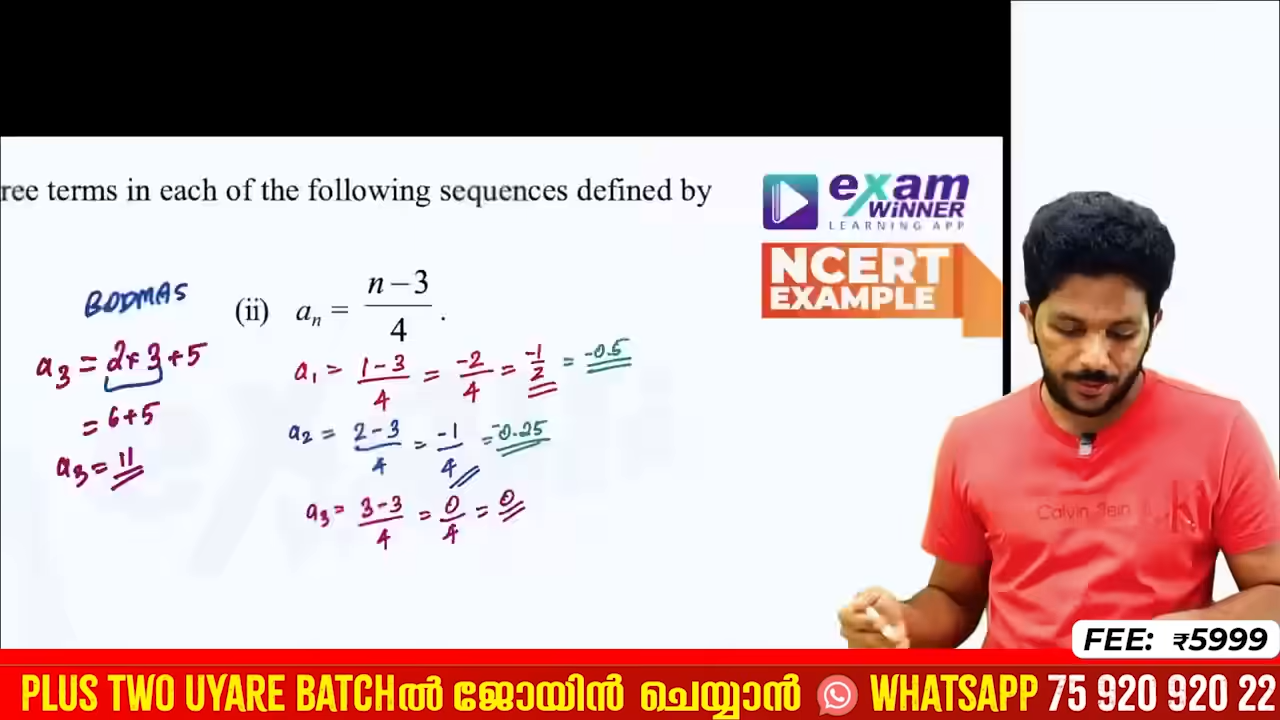 ree terms in each of the following sequences defined by
exam
WINNER
LEARNING APP
NCERT
EXAMPLE
BODMAS
(ii) aₙ = (n−3)/4 .
a₃ = 2×3+5
= 6+5
a₃ = 11
a₁ = (1-3)/4 = -2/4 = -1/2 = -0.5
a₂ = (2-3)/4 = -1/4 = -0.25
a₃ = (3-3)/4 = 0/4 = 0
Calvin Klein
FEE: ₹5999
PLUS TWO UYARE BATCHൽ ജോയിൻ ചെയ്യാൻ WHATSAPP 75 920 920 22